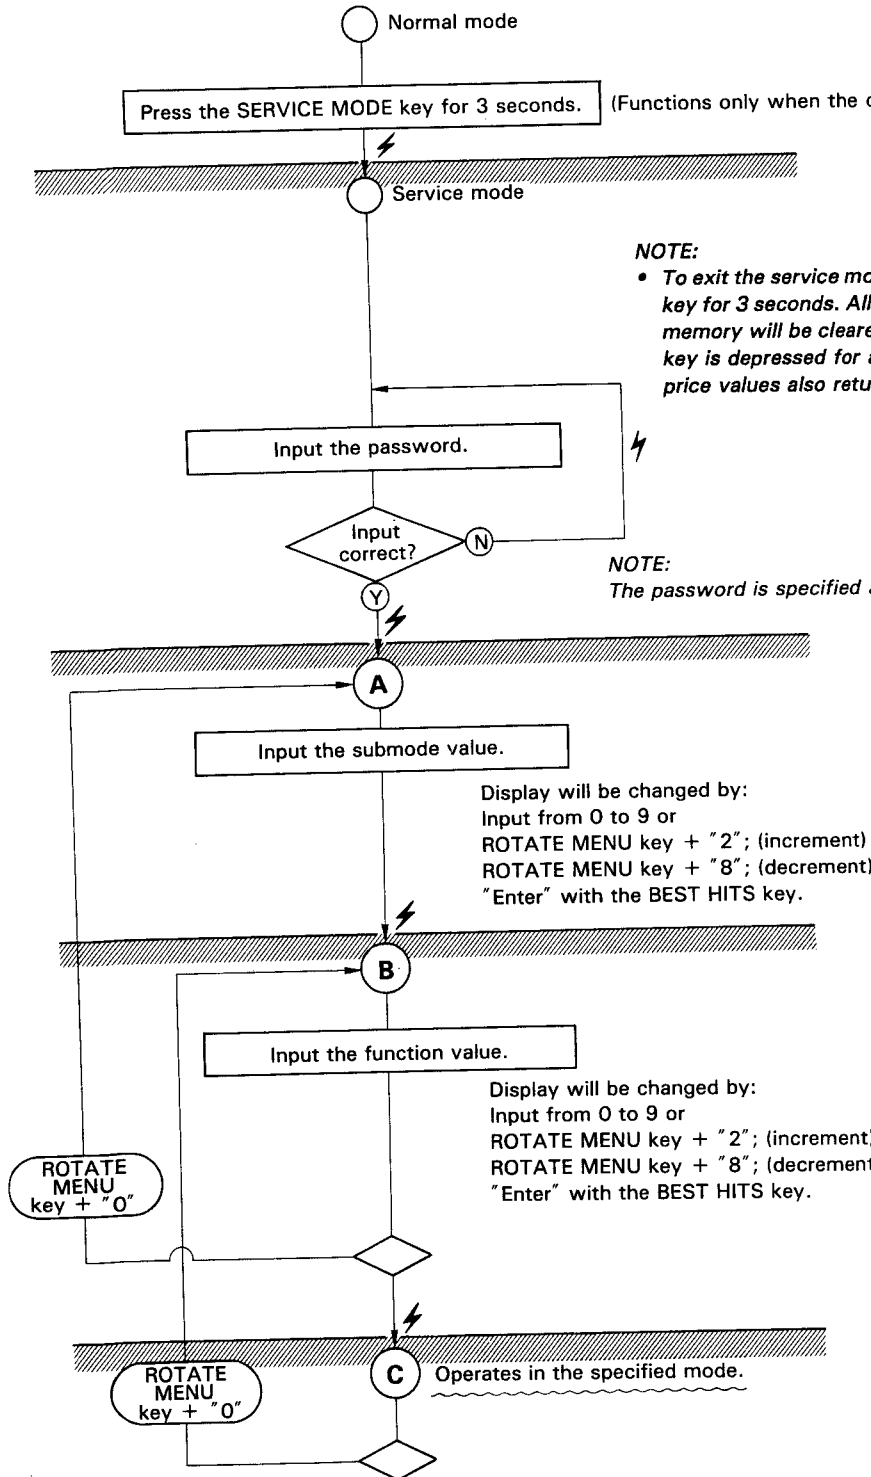 Normal mode
Press the SERVICE MODE key for 3 seconds.
(Functions only when the
Service mode
NOTE:
• To exit the service
key for 3 seconds. All
memory will be
key is depressed for
price values also
Input the password.
Input
correct?
N
Y
NOTE:
The password is specified
A
Input the submode value.
Display will be changed by:
Input from 0 to 9 or
ROTATE MENU key + "2"; (increment)
ROTATE MENU key + "8"; (decrement)
"Enter" with the BEST HITS key.
B
Input the function value.
Display will be changed by:
Input from 0 to 9 or
ROTATE MENU key + "2"; (increment)
ROTATE MENU key + "8"; (decrement
"Enter" with the BEST HITS key.
ROTATE
MENU
key + "0"
C
Operates in the specified mode.
ROTATE
MENU
key + "0"